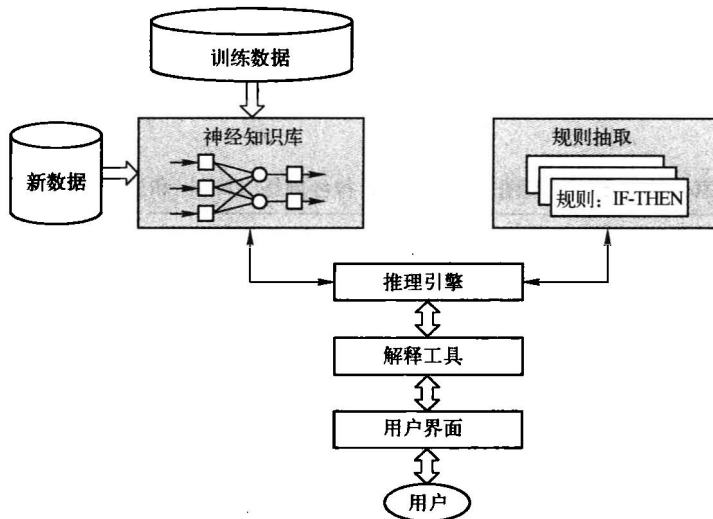 训练数据
神经知识库
规则抽取
新数据
规则：IF-THEN
推理引擎
解释工具
用户界面
用户